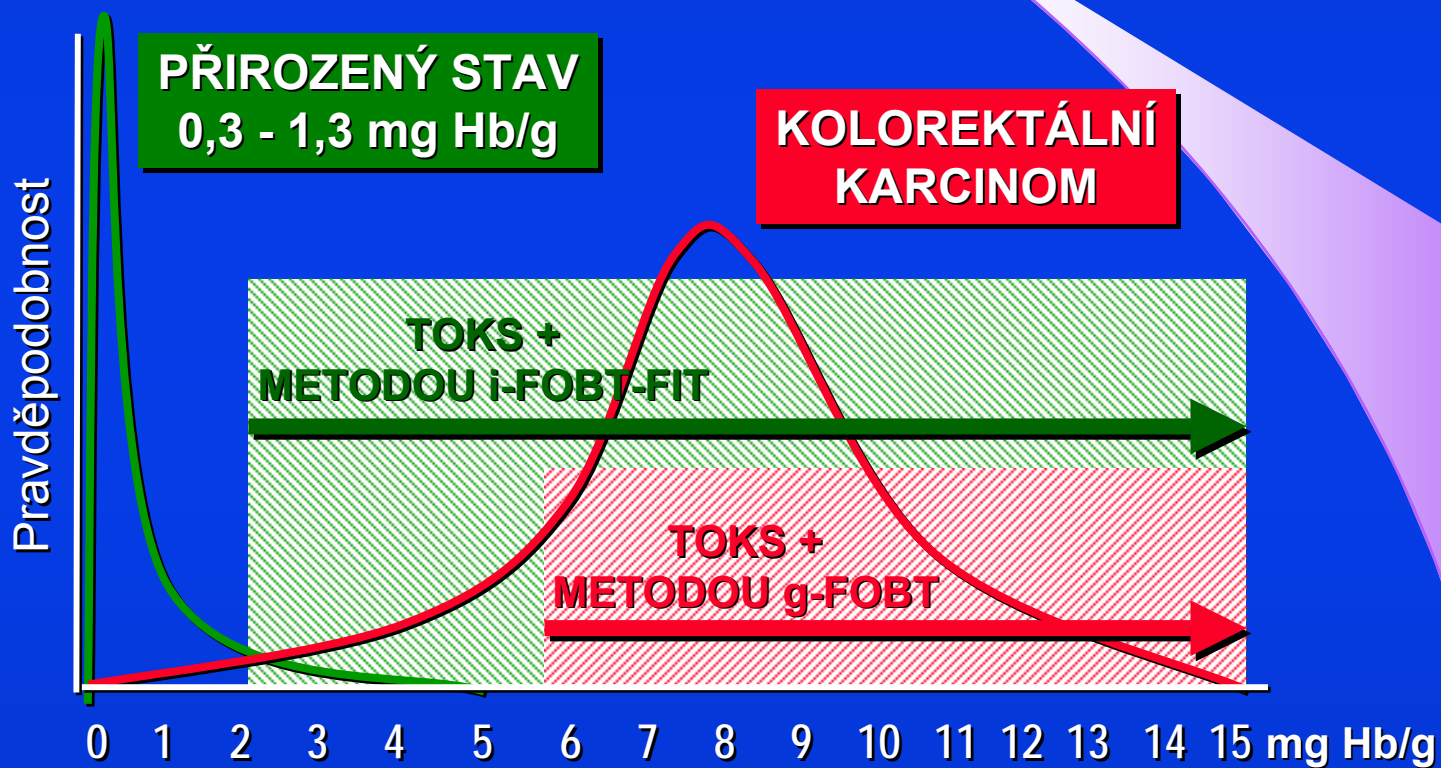 PŘIROZENÝ STAV
0,3 - 1,3 mg Hb/g
KOLOREKTÁLNÍ
KARCINOM
Pravděpodobnost
TOKS +
METODOU i-FOBT-FIT
TOKS +
METODOU g-FOBT
0 1 2 3 4 5 6 7 8 9 10 11 12 13 14 15 mg Hb/g